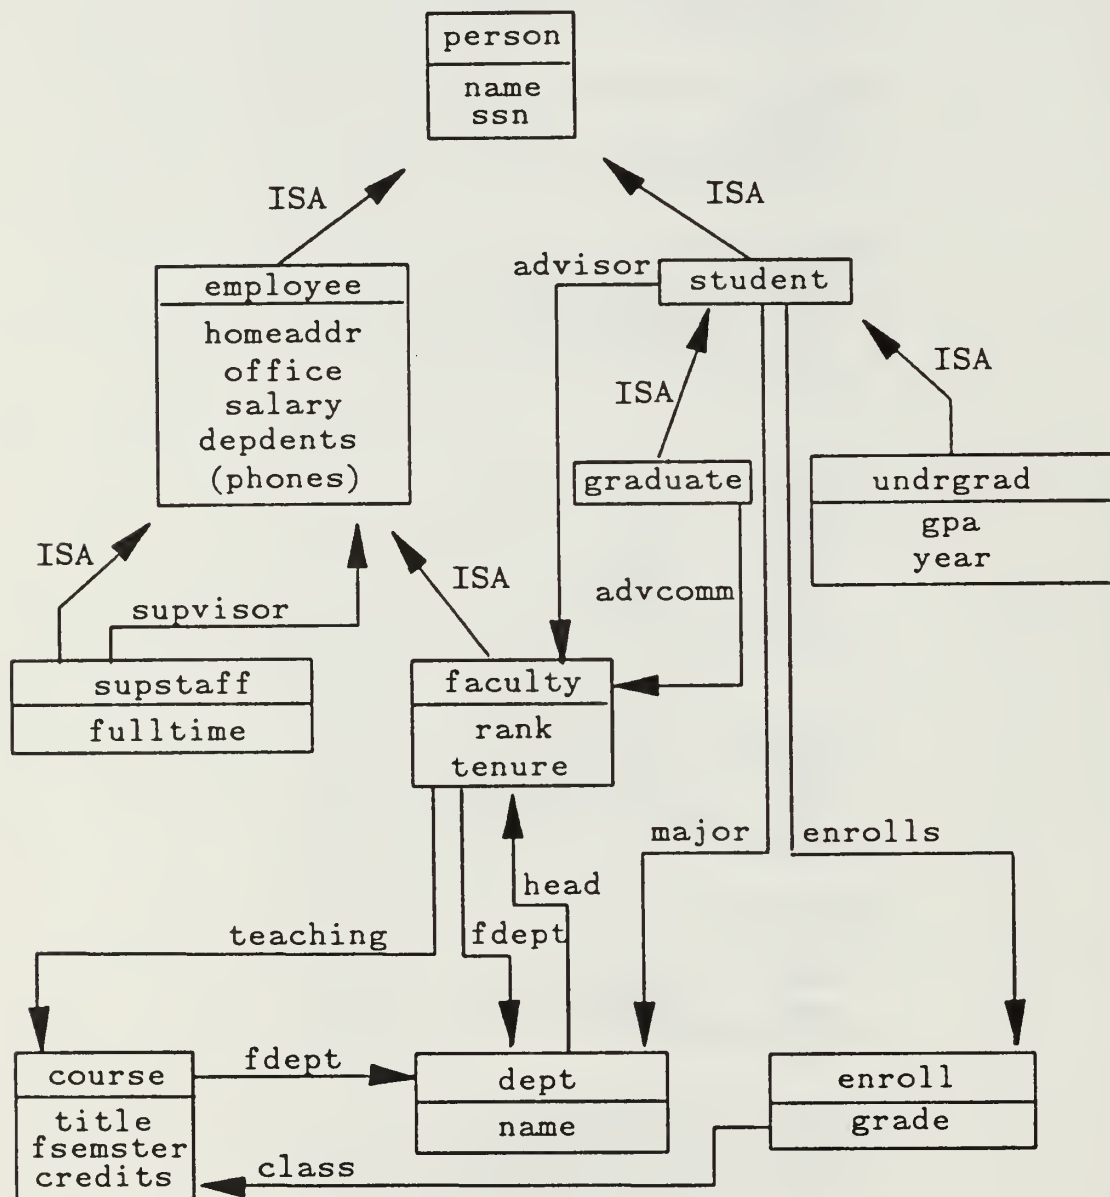 person
name
ssn
ISA
ISA
employee
homeaddr
office
salary
depdents
(phones)
advisor
student
ISA
ISA
graduate
undrgrad
gpa
year
ISA
supvisor
ISA
advcomm
supstaff
fulltime
faculty
rank
tenure
major
enrolls
head
teaching
fdept
course
title
fsemster
credits
fdept
dept
name
enroll
grade
class